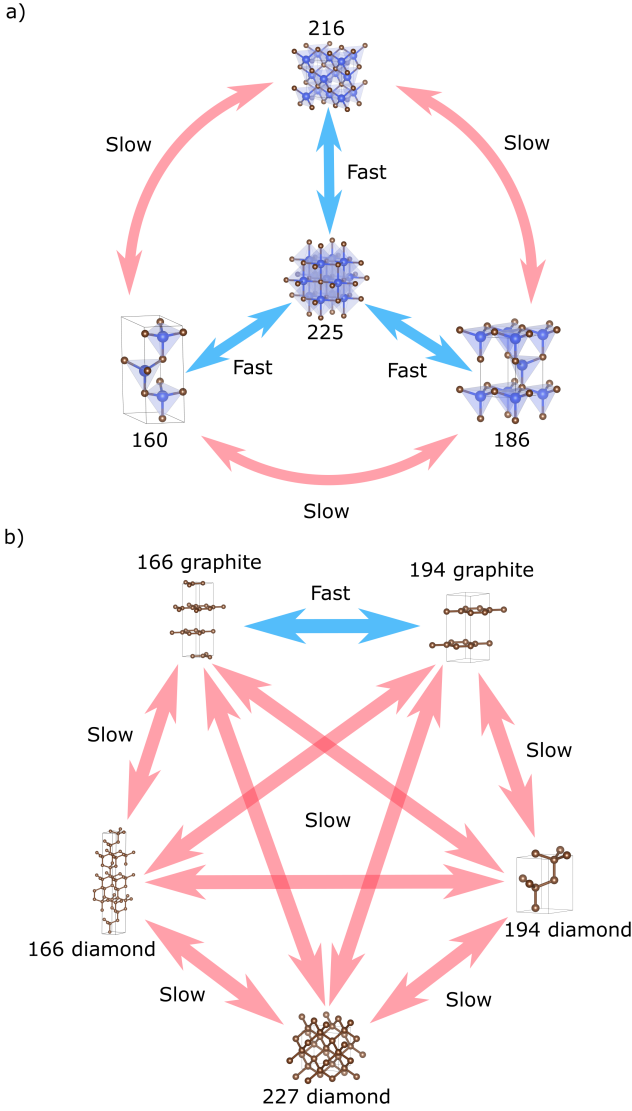 a)
216
Slow
Slow
Fast
225
Fast
Fast
160
186
Slow
b)
166 graphite
194 graphite
Fast
Slow
Slow
Slow
166 diamond
194 diamond
Slow
Slow
227 diamond